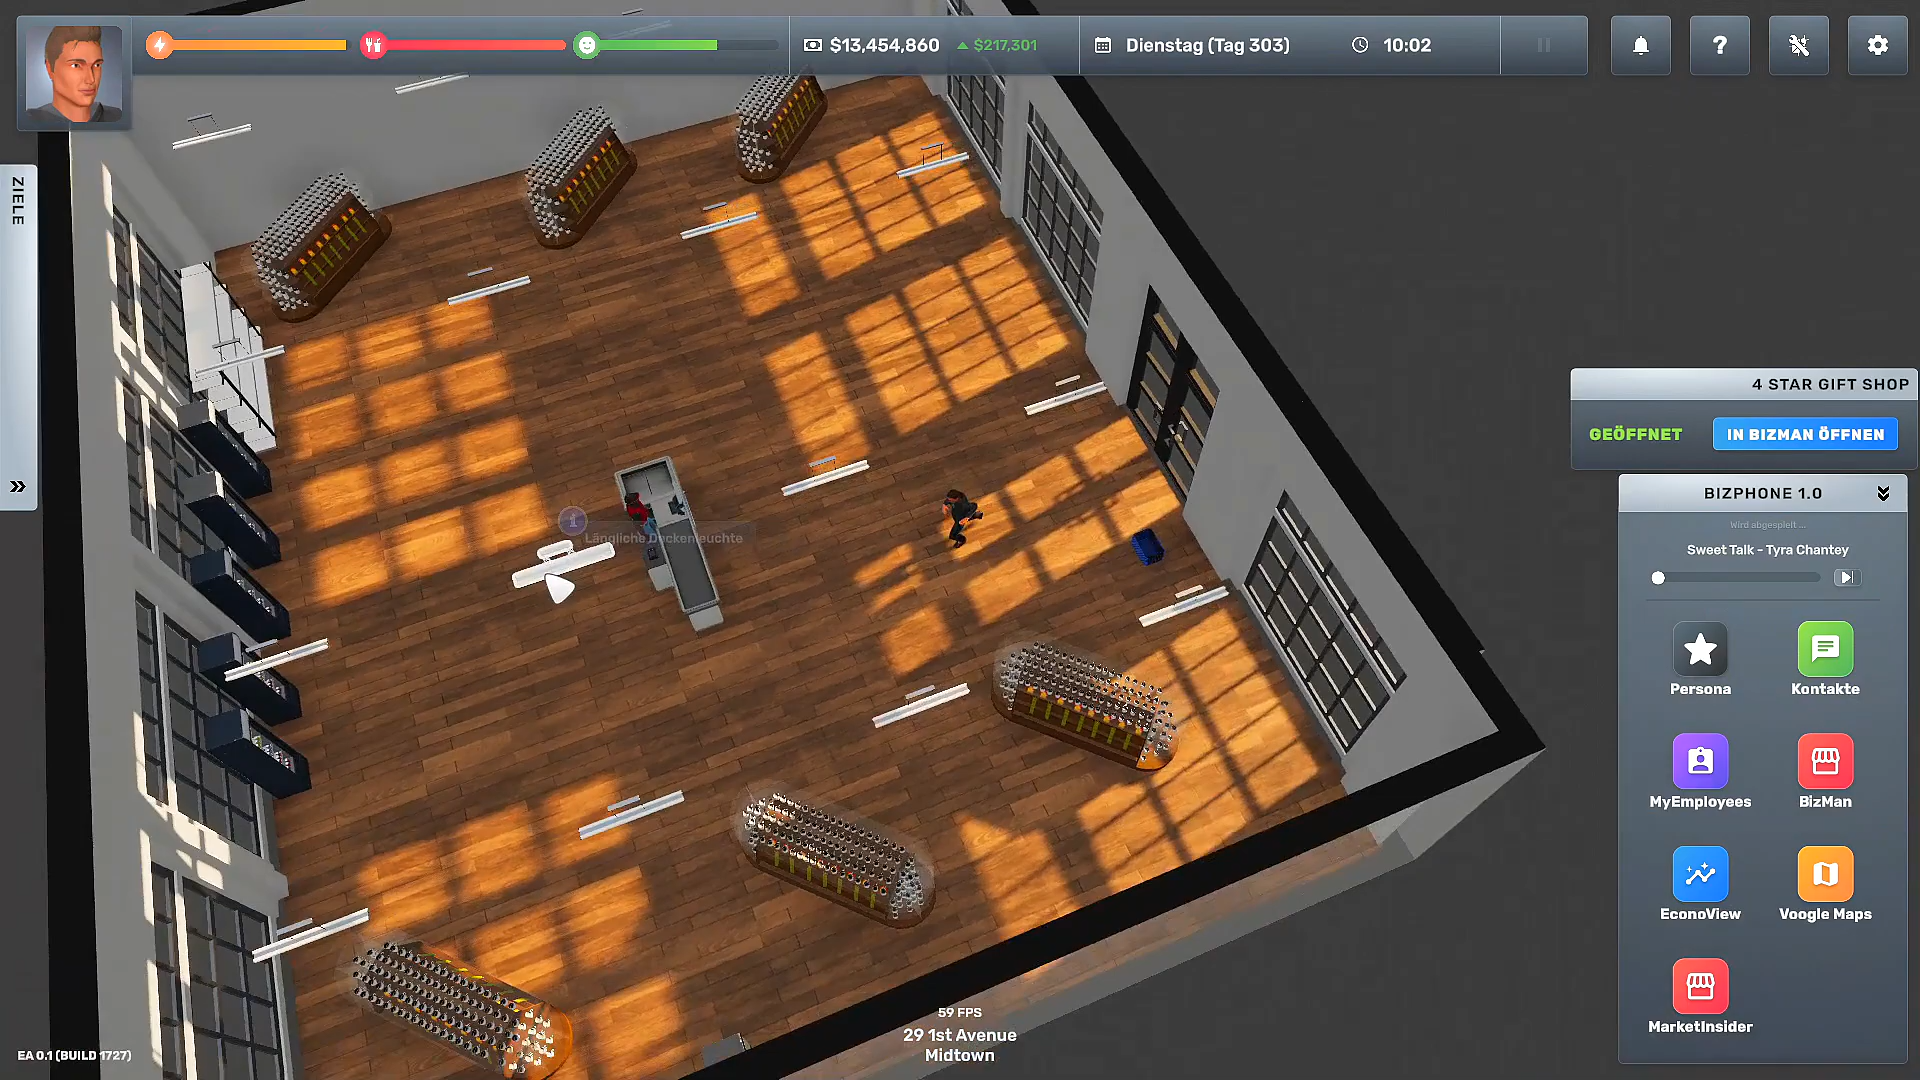 $13,454,860
$217,301
Dienstag (Tag 303)
10:02
ZIELE
4 STAR GIFT SHOP
GEÖFFNET
IN BIZMAN ÖFFNEN
BIZPHONE 1.0
Wird abgespielt ...
Sweet Talk - Tyra Chantey
Längliche Deckenleuchte
Persona
Kontakte
MyEmployees
BizMan
EconoView
Voogle Maps
MarketInsider
59 FPS
29 1st Avenue
Midtown
EA 0.1 (BUILD 1727)